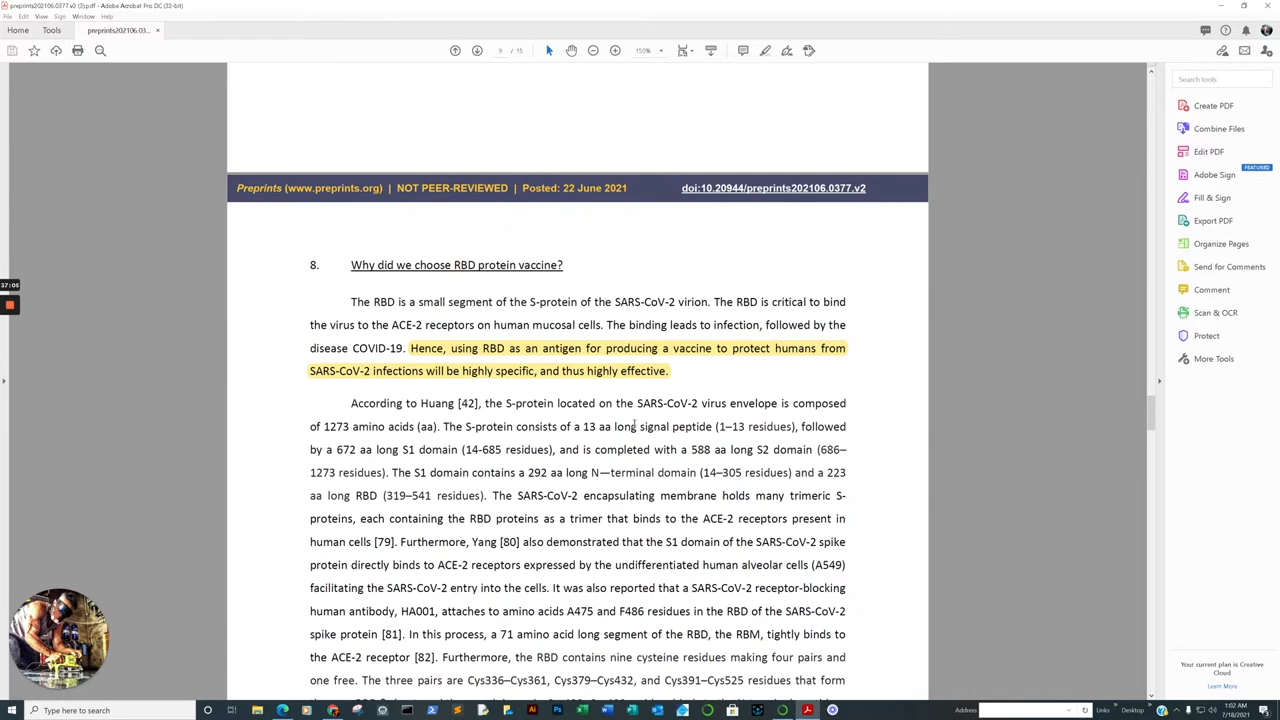 preprints202106.0377.v2 (3).pdf - Adobe Acrobat Pro DC (32-bit)
File Edit View Sign Window Help
Home Tools preprints202106.03... ×
9 / 15 150%
Search tools
Create PDF
Combine Files
Edit PDF
FEATURED
Adobe Sign
Fill & Sign
Export PDF
Organize Pages
Send for Comments
Comment
Scan & OCR
Protect
More Tools
Your current plan is Creative
Cloud
Learn More
37:05
Preprints (www.preprints.org) | NOT PEER-REVIEWED | Posted: 22 June 2021 doi:10.20944/preprints202106.0377.v2
8. Why did we choose RBD protein vaccine?
The RBD is a small segment of the S-protein of the SARS-CoV-2 virion. The RBD is critical to bind
the virus to the ACE-2 receptors on human mucosal cells. The binding leads to infection, followed by the
disease COVID-19. Hence, using RBD as an antigen for producing a vaccine to protect humans from
SARS-CoV-2 infections will be highly specific, and thus highly effective.
According to Huang [42], the S-protein located on the SARS-CoV-2 virus envelope is composed
of 1273 amino acids (aa). The S-protein consists of a 13 aa long signal peptide (1–13 residues), followed
by a 672 aa long S1 domain (14-685 residues), and is completed with a 588 aa long S2 domain (686–
1273 residues). The S1 domain contains a 292 aa long N—terminal domain (14–305 residues) and a 223
aa long RBD (319–541 residues). The SARS-CoV-2 encapsulating membrane holds many trimeric S-
proteins, each containing the RBD proteins as a trimer that binds to the ACE-2 receptors present in
human cells [79]. Furthermore, Yang [80] also demonstrated that the S1 domain of the SARS-CoV-2 spike
protein directly binds to ACE-2 receptors expressed by the undifferentiated human alveolar cells (A549)
facilitating the SARS-CoV-2 entry into the cells. It was also reported that a SARS-CoV-2 receptor-blocking
human antibody, HA001, attaches to amino acids A475 and F486 residues in the RBD of the SARS-CoV-2
spike protein [81]. In this process, a 71 amino acid long segment of the RBD, the RBM, tightly binds to
the ACE-2 receptor [82]. Furthermore, the RBD contains nine cysteine residues making four pairs and
one free. The three pairs are Cys336–Cys361, Cys379–Cys432, and Cys391–Cys525 residues that form
Type here to search
Address
Links
Desktop
1:02 AM
7/18/2021